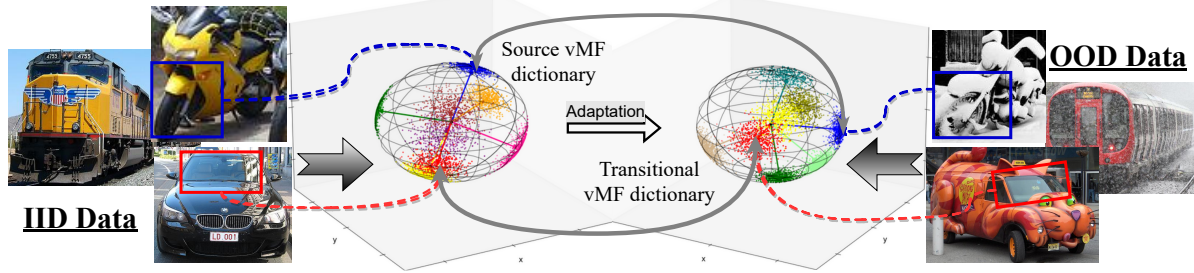 4755
4755
LD.001
IID Data
Source vMF
dictionary
Adaptation
Transitional
vMF dictionary
OOD Data
y
x
x
y